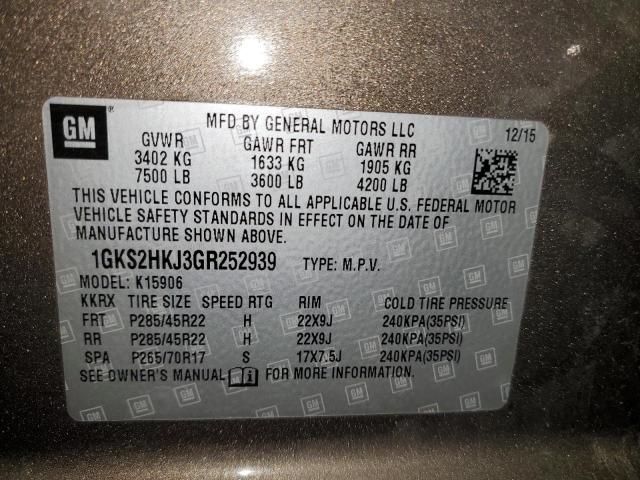 GM ®
MFD BY GENERAL MOTORS LLC 12/15
GVWR GAWR FRT GAWR RR
3402 KG 1633 KG 1905 KG
7500 LB 3600 LB 4200 LB
THIS VEHICLE CONFORMS TO ALL APPLICABLE U.S. FEDERAL MOTOR
VEHICLE SAFETY STANDARDS IN EFFECT ON THE DATE OF
MANUFACTURE SHOWN ABOVE.
1GKS2HKJ3GR252939 TYPE: M.P.V.
MODEL: K15906
KKRX TIRE SIZE SPEED RTG RIM COLD TIRE PRESSURE
FRT P285/45R22 H 22X9J 240KPA(35PSI)
RR P285/45R22 H 22X9J 240KPA(35PSI)
SPA P265/70R17 S 17X7.5J 240KPA(35PSI)
SEE OWNER'S MANUAL FOR MORE INFORMATION.